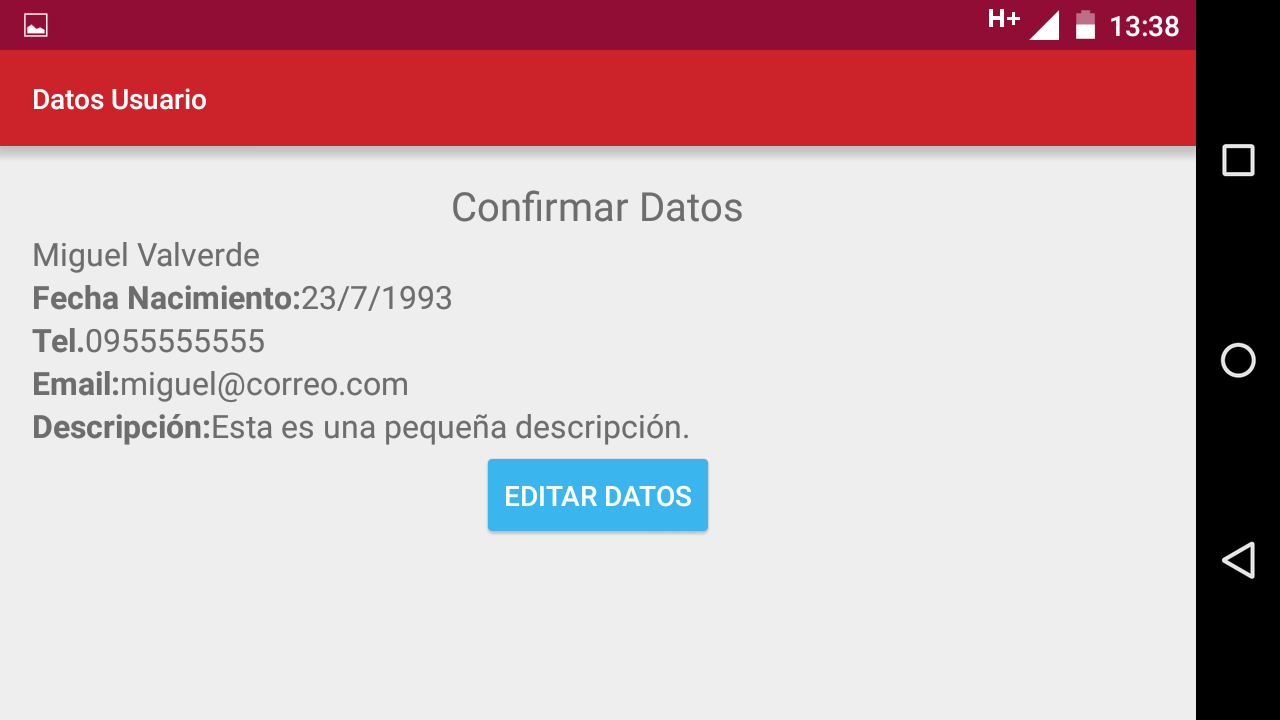 H+ 13:38
Datos Usuario
Confirmar Datos
Miguel Valverde
Fecha Nacimiento:23/7/1993
Tel.0955555555
Email:miguel@correo.com
Descripción:Esta es una pequeña descripción.
EDITAR DATOS